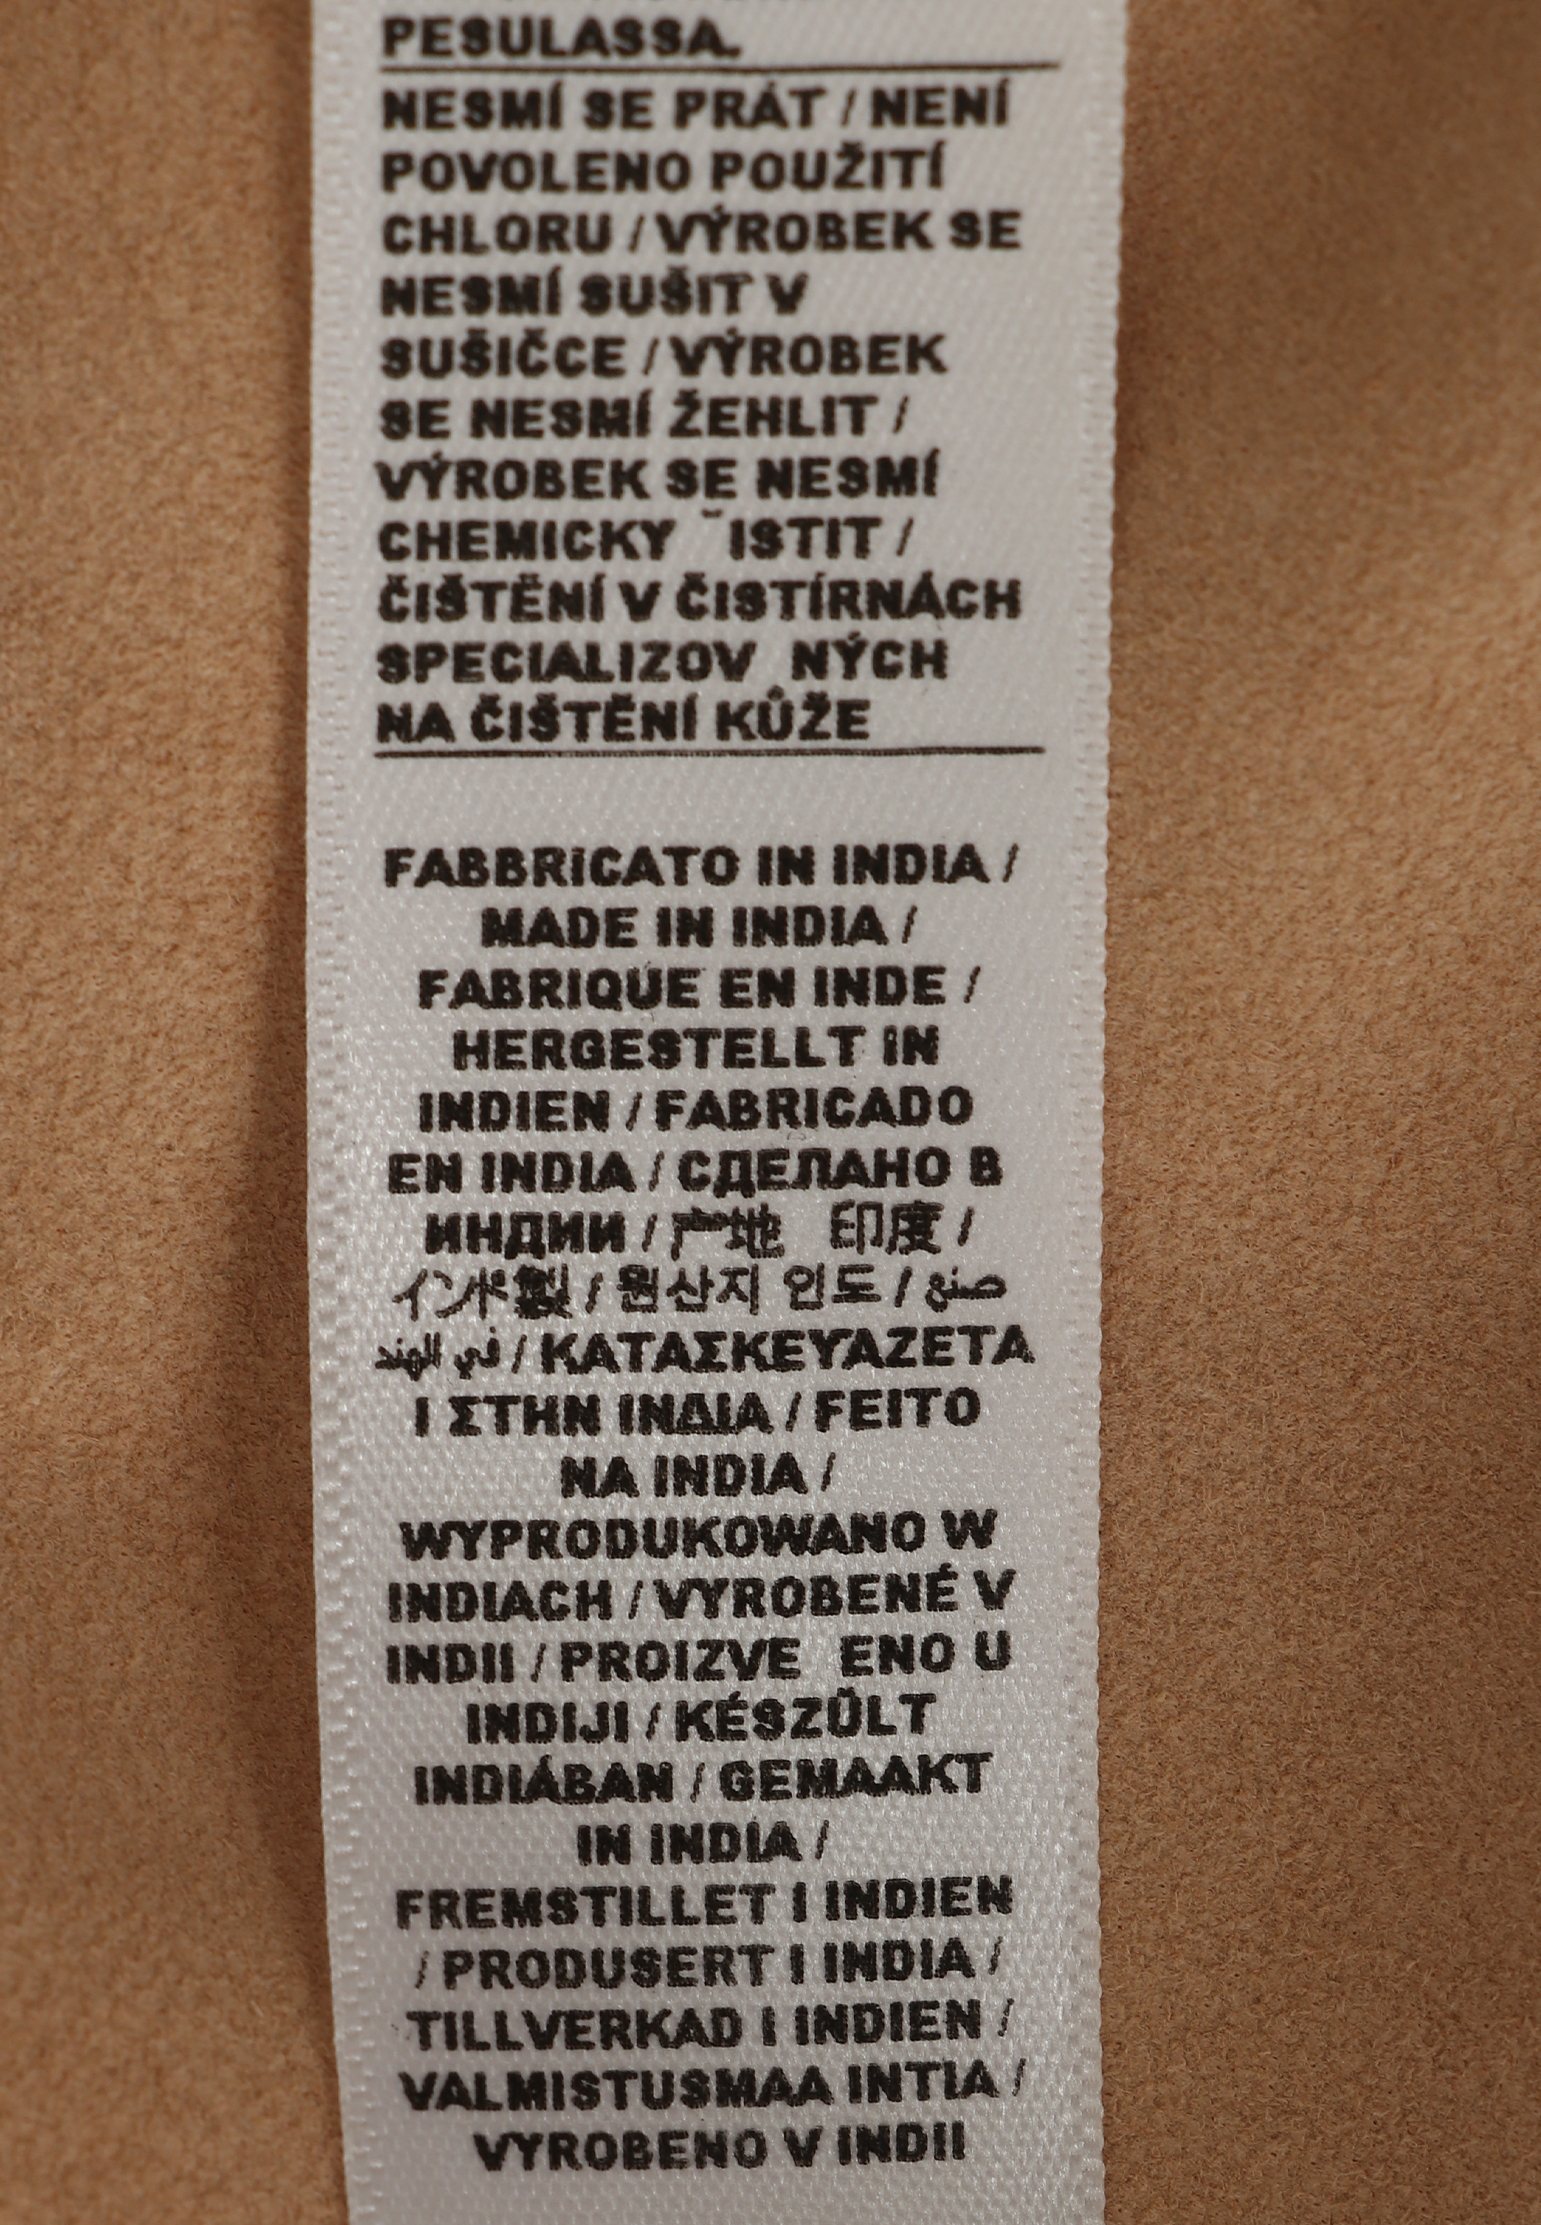 PESULASSA.
NESMÍ SE PRÁT / NENÍ
POVOLENO POUŽITÍ
CHLORU / VÝROBEK SE
NESMÍ SUŠIT V
SUŠIČCE / VÝROBEK
SE NESMÍ ŽEHLIT /
VÝROBEK SE NESMÍ
CHEMICKY ˇISTIT /
ČIŠTĚNÍ V ČISTÍRNÁCH
SPECIALIZOV NÝCH
NA ČIŠTĚNÍ KŮŽE
FABBRICATO IN INDIA /
MADE IN INDIA /
FABRIQUE EN INDE /
HERGESTELLT IN
INDIEN / FABRICADO
EN INDIA / СДЕЛАНО В
ИНДИИ / 产地 印度 /
インド製 / 원산지 인도 / صنع
في الهند / ΚΑΤΑΣΚΕΥΑΖΕΤΑ
Ι ΣΤΗΝ ΙΝΔΙΑ / FEITO
NA INDIA /
WYPRODUKOWANO W
INDIACH / VYROBENÉ V
INDII / PROIZVE ENO U
INDIJI / KÉSZŰLT
INDIÁBAN / GEMAAKT
IN INDIA /
FREMSTILLET I INDIEN
/ PRODUSERT I INDIA /
TILLVERKAD I INDIEN /
VALMISTUSMAA INTIA /
VYROBENO V INDII